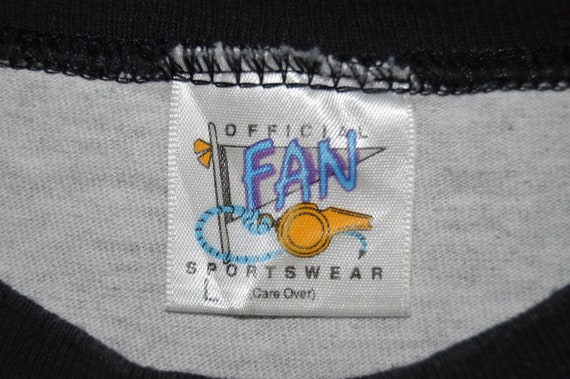 OFFICIAL
FAN
SPORTSWEAR
L (Care Over)